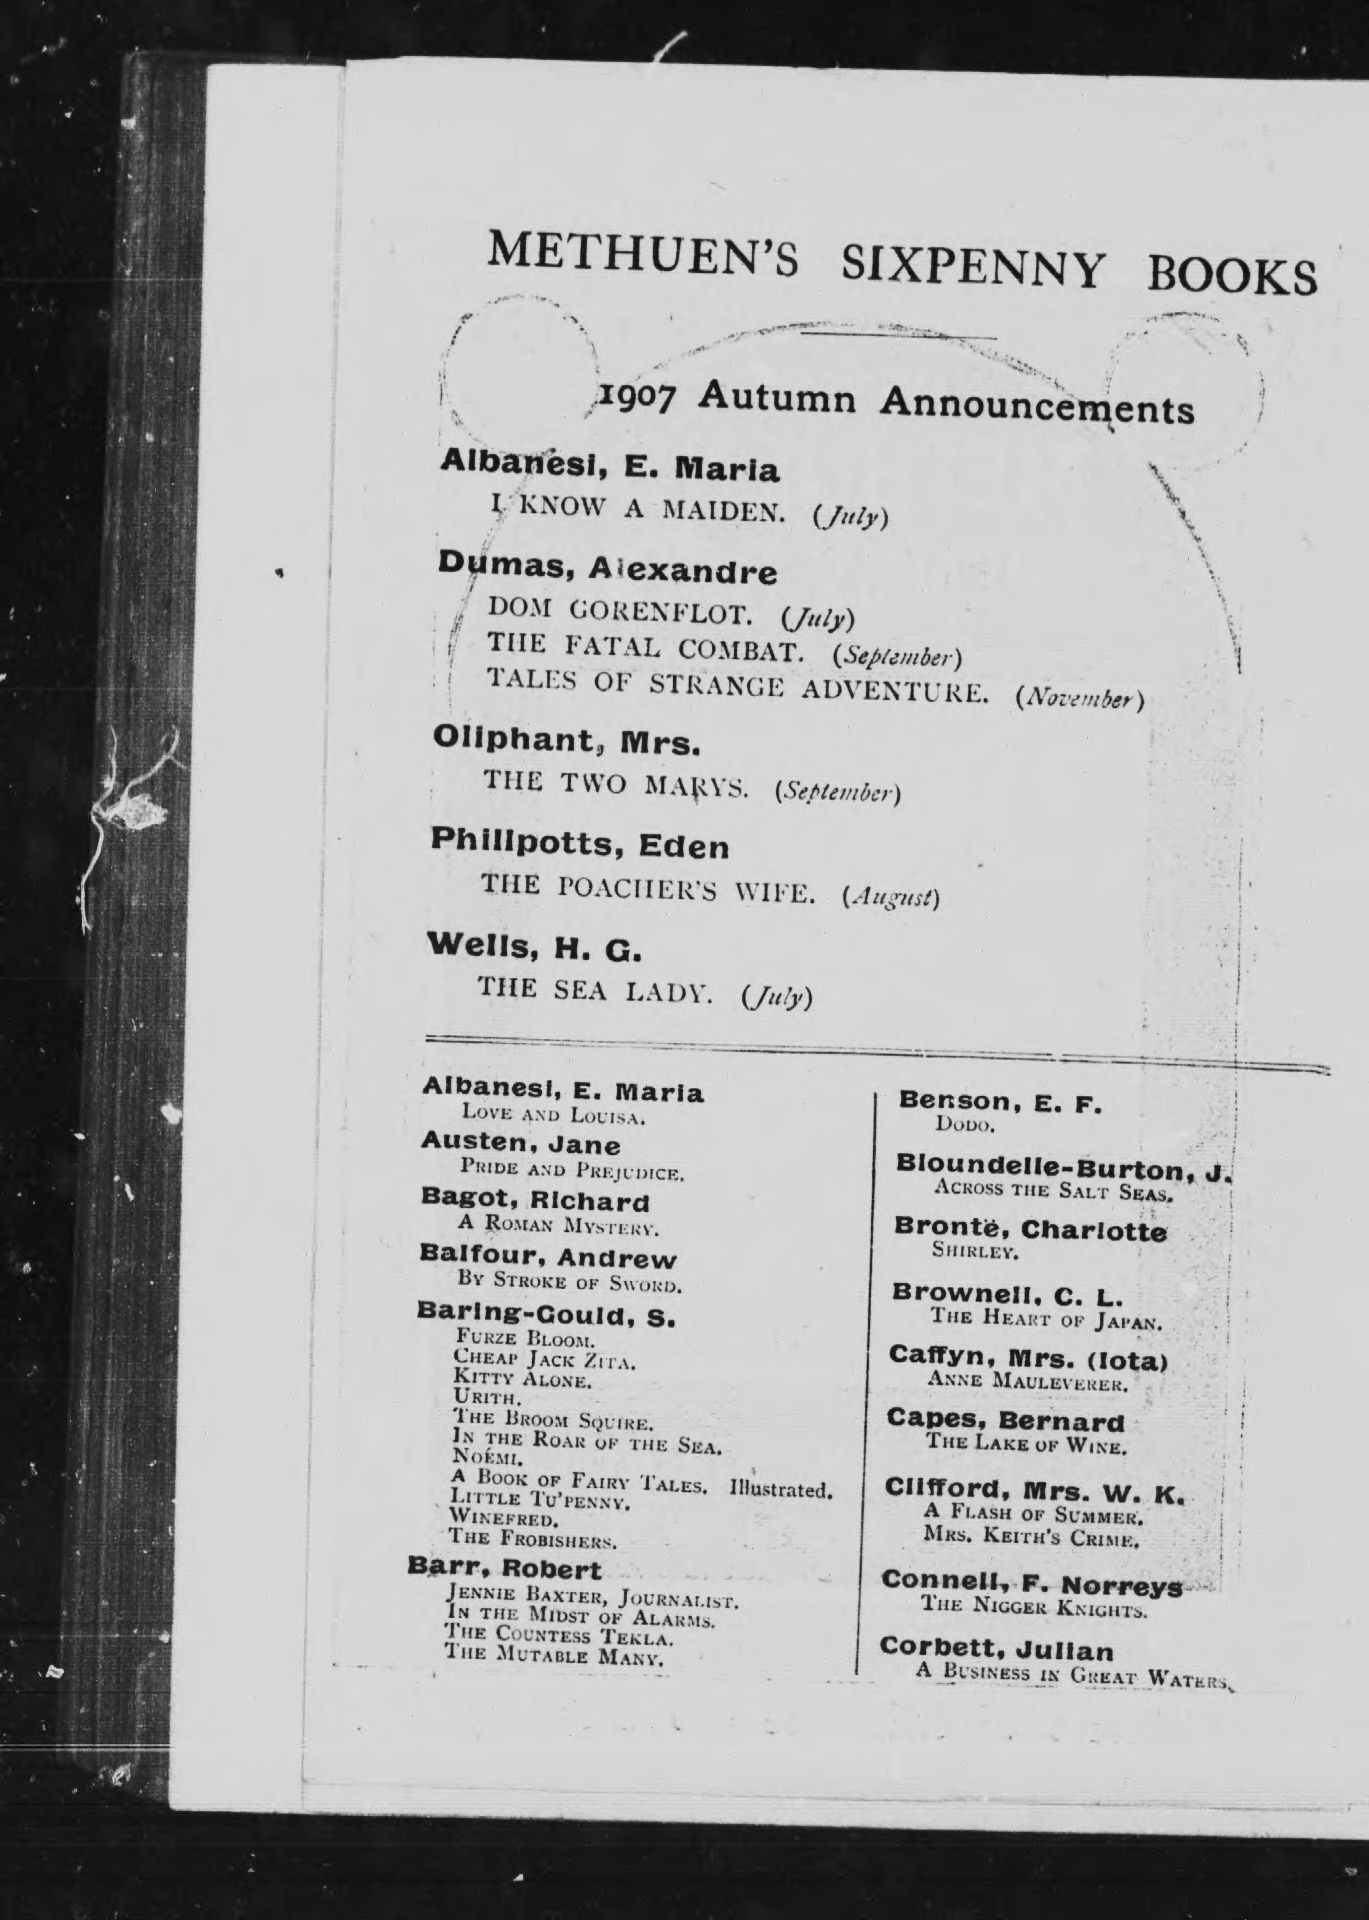 METHUEN'S SIXPENNY BOOKS
1907 Autumn Announcements
Albanesi, E. Maria
I KNOW A MAIDEN. (July)
Dumas, Alexandre
DOM GORENFLOT. (July)
THE FATAL COMBAT. (September)
TALES OF STRANGE ADVENTURE. (November)
Oliphant, Mrs.
THE TWO MARYS. (September)
Phillpotts, Eden
THE POACHER'S WIFE. (August)
Wells, H. G.
THE SEA LADY. (July)
Albanesi, E. Maria
LOVE AND LOUISA.
Austen, Jane
PRIDE AND PREJUDICE.
Bagot, Richard
A ROMAN MYSTERY.
Balfour, Andrew
BY STROKE OF SWORD.
Baring-Gould, S.
FURZE BLOOM.
CHEAP JACK ZITA.
KITTY ALONE.
URITH.
THE BROOM SQUIRE.
IN THE ROAR OF THE SEA.
NOÉMI.
A BOOK OF FAIRY TALES. Illustrated.
LITTLE TU'PENNY.
WINEFRED.
THE FROBISHERS.
Barr, Robert
JENNIE BAXTER, JOURNALIST.
IN THE MIDST OF ALARMS.
THE COUNTESS TEKLA.
THE MUTABLE MANY.
Benson, E. F.
DODO.
Bloundelle-Burton, J.
ACROSS THE SALT SEAS.
Brontë, Charlotte
SHIRLEY.
Brownell, C. L.
THE HEART OF JAPAN.
Caffyn, Mrs. (Iota)
ANNE MAULEVERER.
Capes, Bernard
THE LAKE OF WINE.
Clifford, Mrs. W. K.
A FLASH OF SUMMER.
MRS. KEITH'S CRIME.
Connell, F. Norreys
THE NIGGER KNIGHTS.
Corbett, Julian
A BUSINESS IN GREAT WATERS.